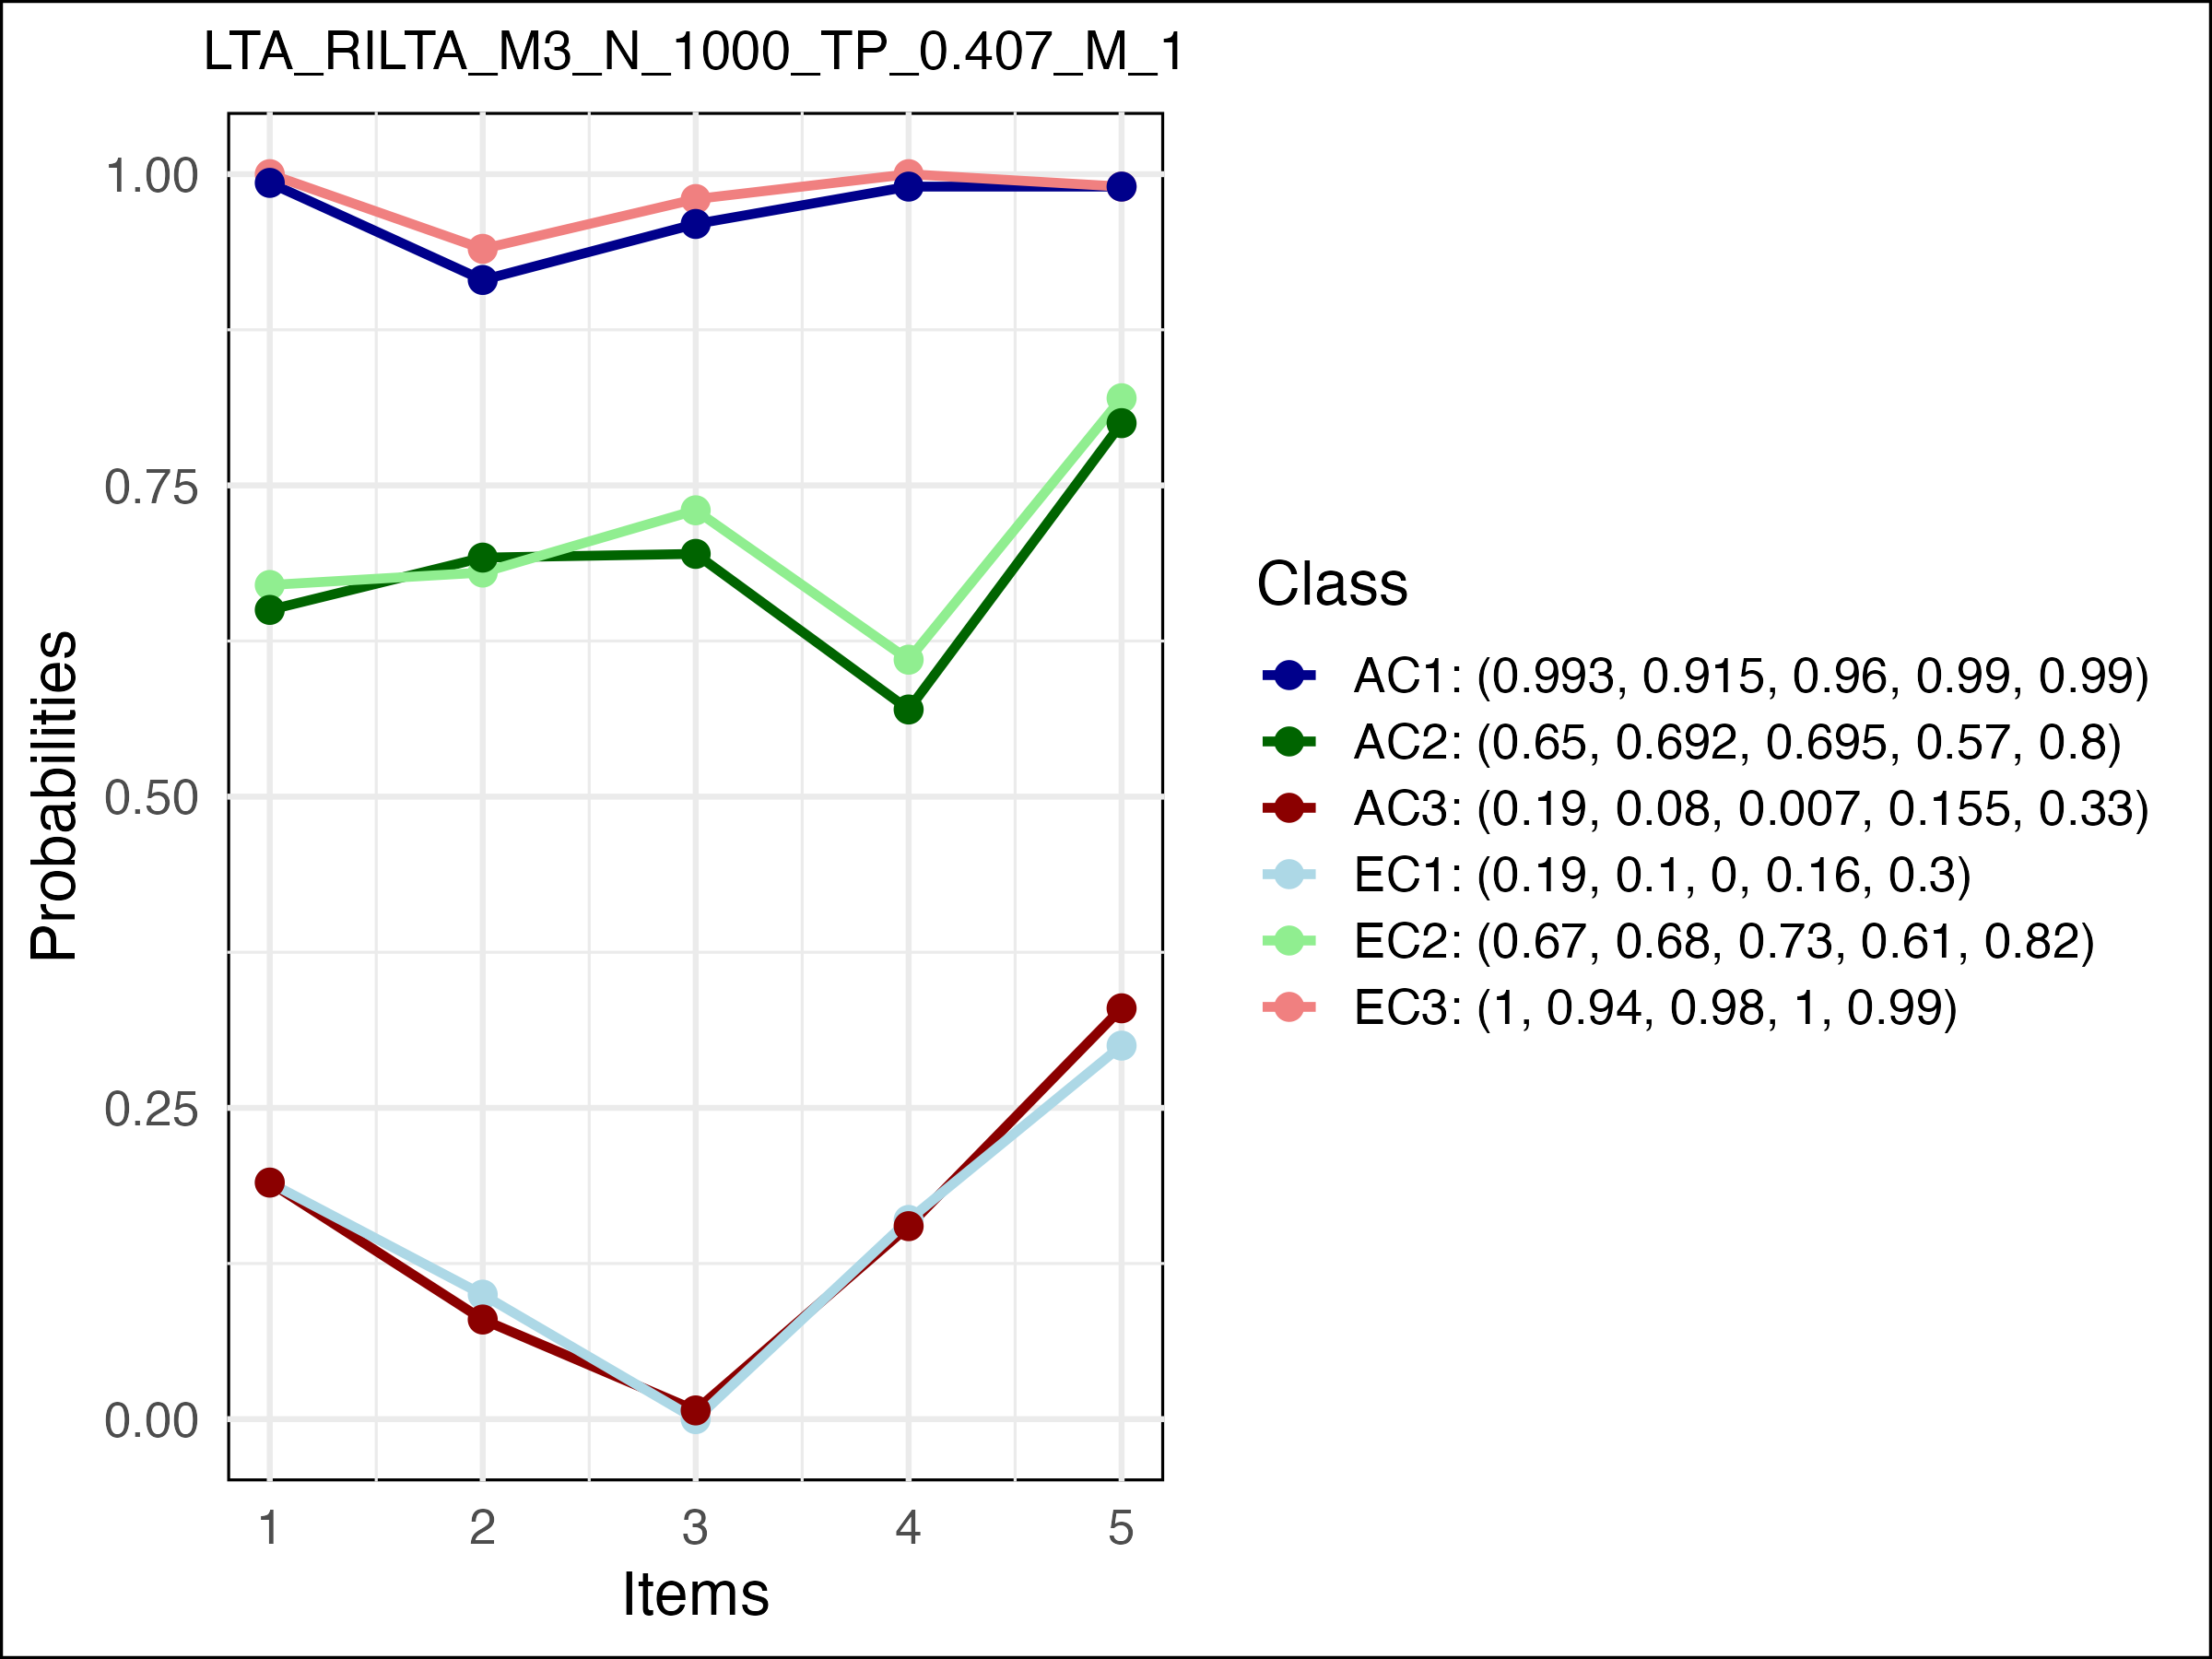 LTA_RILTA_M3_N_1000_TP_0.407_M_1
1.00
0.75
0.50
0.25
0.00
Probabilities
1 2 3 4 5
Items
Class
AC1: (0.993, 0.915, 0.96, 0.99, 0.99)
AC2: (0.65, 0.692, 0.695, 0.57, 0.8)
AC3: (0.19, 0.08, 0.007, 0.155, 0.33)
EC1: (0.19, 0.1, 0, 0.16, 0.3)
EC2: (0.67, 0.68, 0.73, 0.61, 0.82)
EC3: (1, 0.94, 0.98, 1, 0.99)